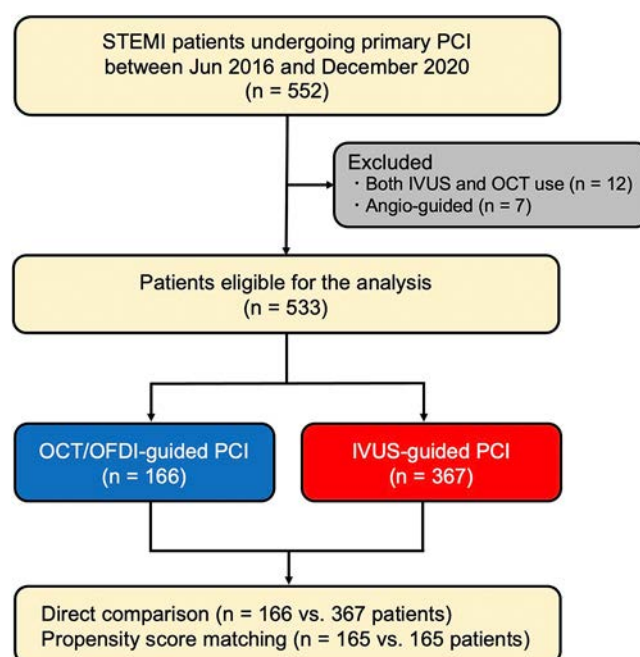 STEMI patients undergoing primary PCI
between Jun 2016 and December 2020
(n = 552)
Excluded
・Both IVUS and OCT use (n = 12)
・Angio-guided (n = 7)
Patients eligible for the analysis
(n = 533)
OCT/OFDI-guided PCI
(n = 166)
IVUS-guided PCI
(n = 367)
Direct comparison (n = 166 vs. 367 patients)
Propensity score matching (n = 165 vs. 165 patients)